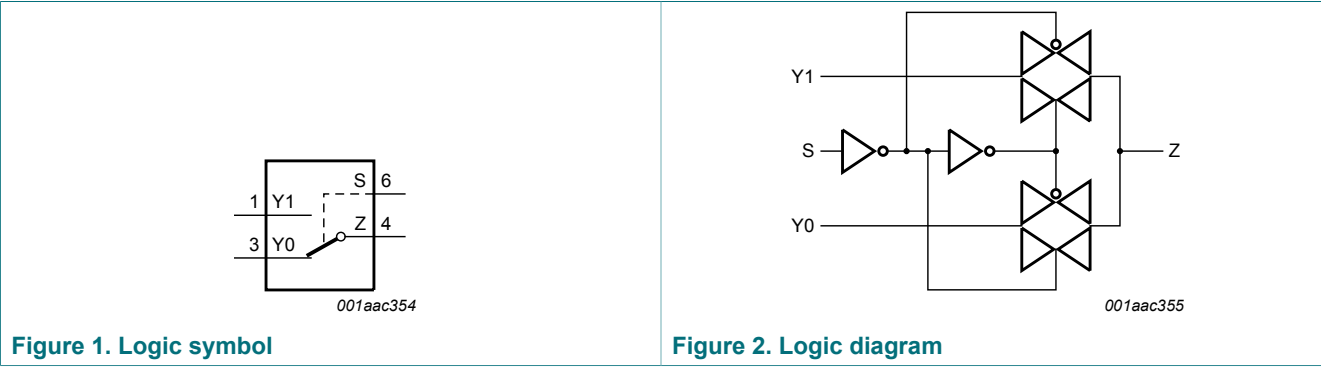 S 6
1 Y1
Z 4
3 Y0
001aac354
Figure 1. Logic symbol
Y1
S
Z
Y0
001aac355
Figure 2. Logic diagram